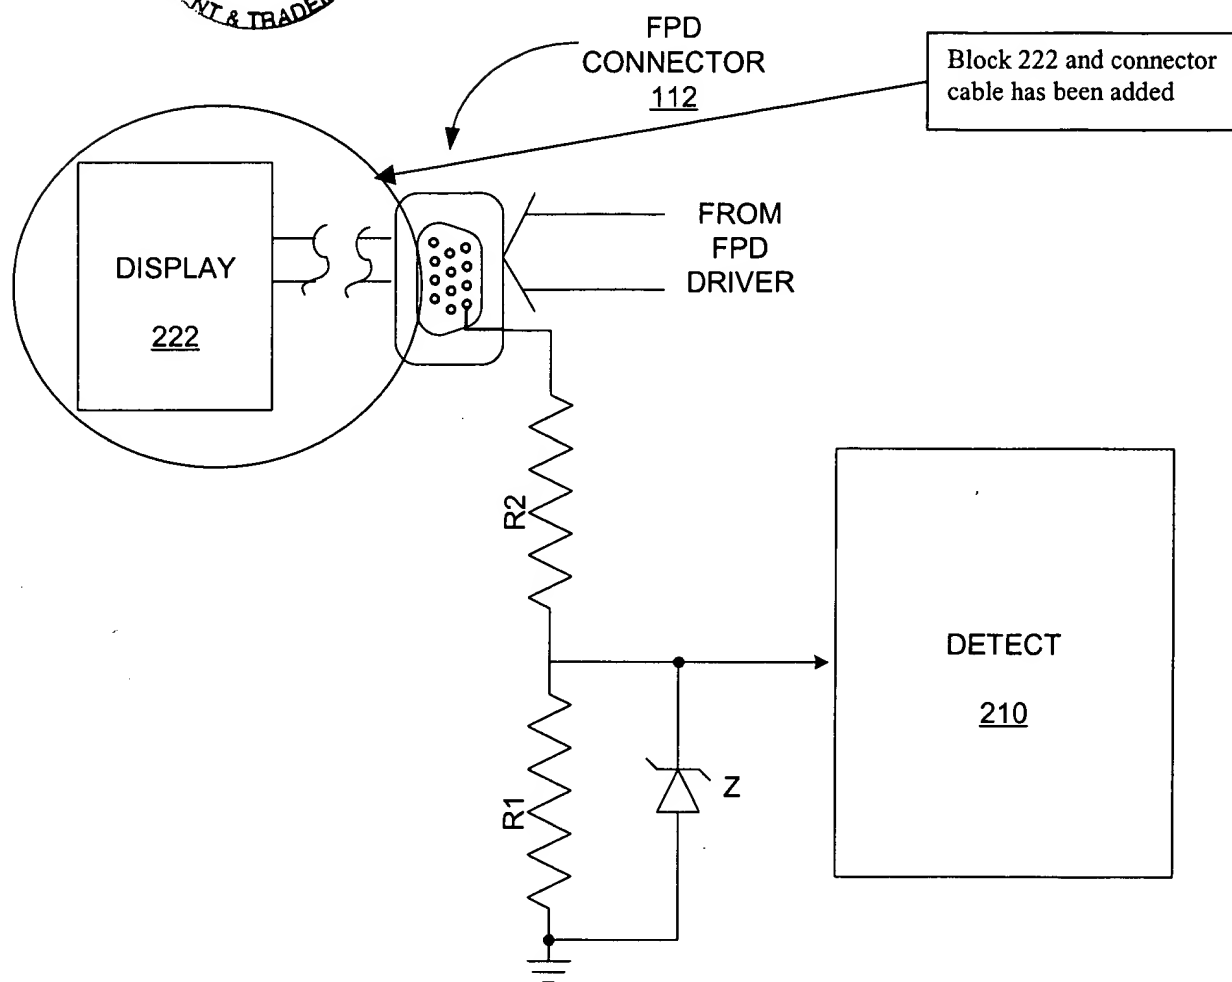 NT & TRADE
FPD
CONNECTOR
112
Block 222 and connector
cable has been added
DISPLAY
222
FROM
FPD
DRIVER
R2
DETECT
210
R1
Z